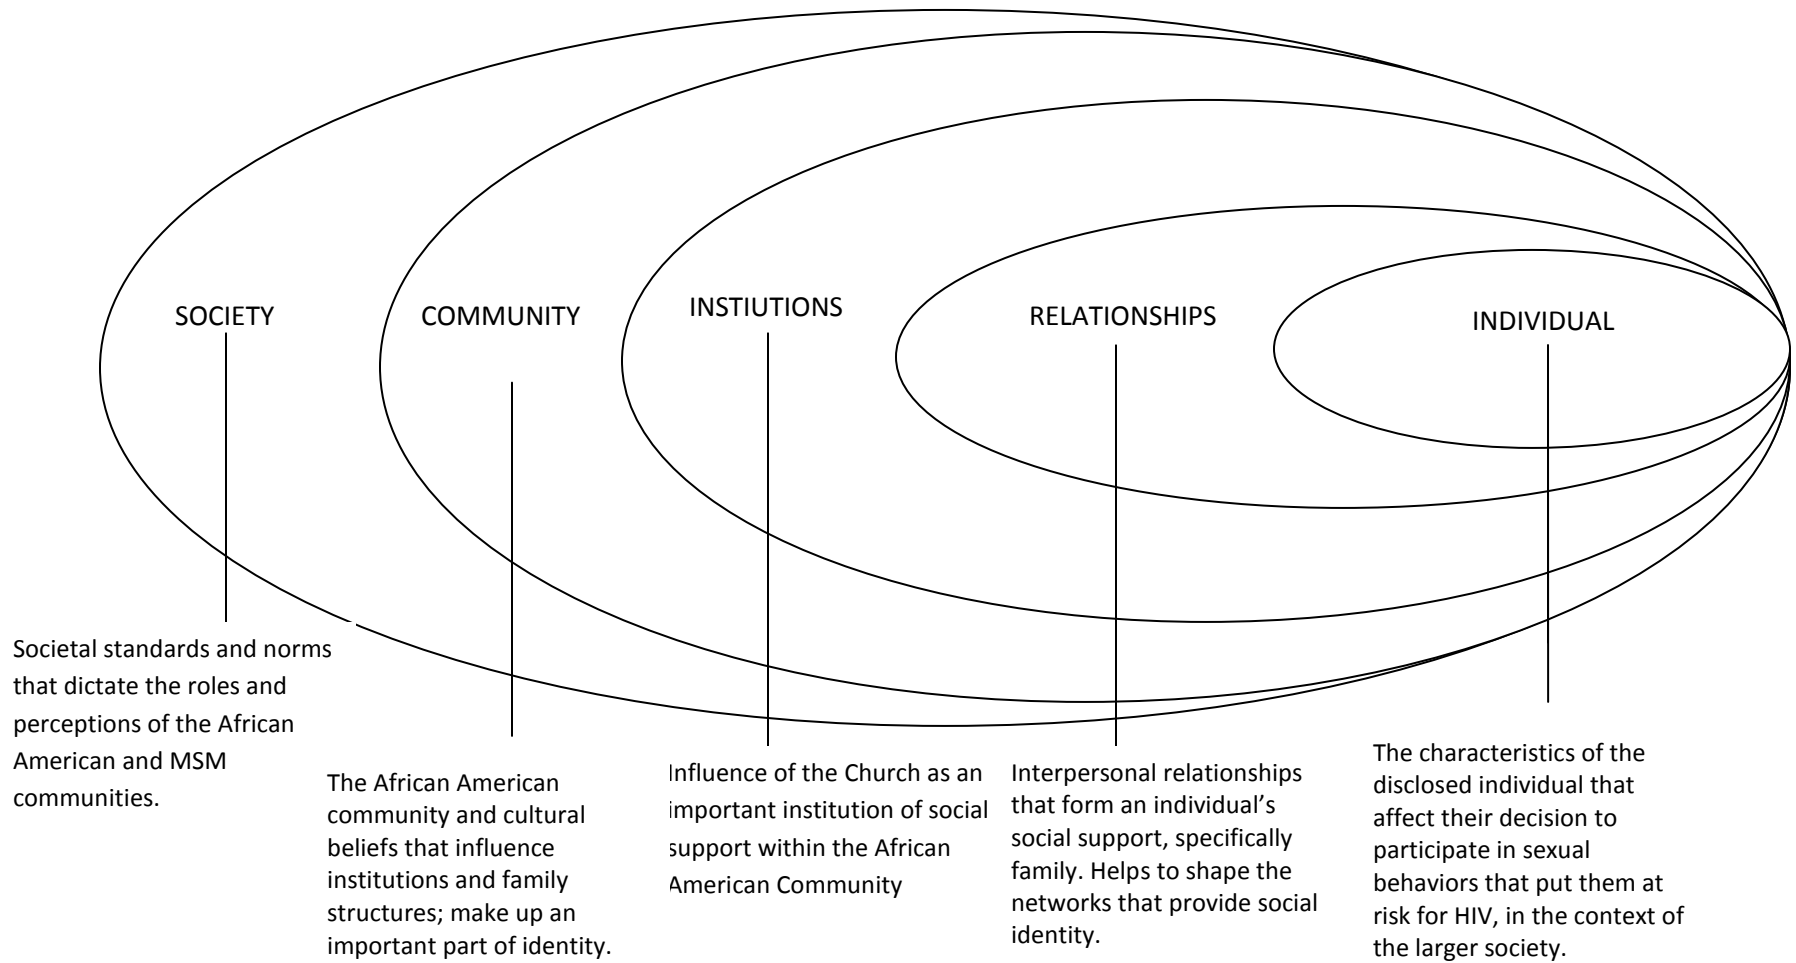 SOCIETY
COMMUNITY
INSTIUTIONS
RELATIONSHIPS
INDIVIDUAL
Societal standards and norms
that dictate the roles and
perceptions of the African
American and MSM
communities.
The African American
community and cultural
beliefs that influence
institutions and family
structures; make up an
important part of identity.
Influence of the Church as an
important institution of social
support within the African
American Community
Interpersonal relationships
that form an individual’s
social support, specifically
family. Helps to shape the
networks that provide social
identity.
The characteristics of the
disclosed individual that
affect their decision to
participate in sexual
behaviors that put them at
risk for HIV, in the context of
the larger society.